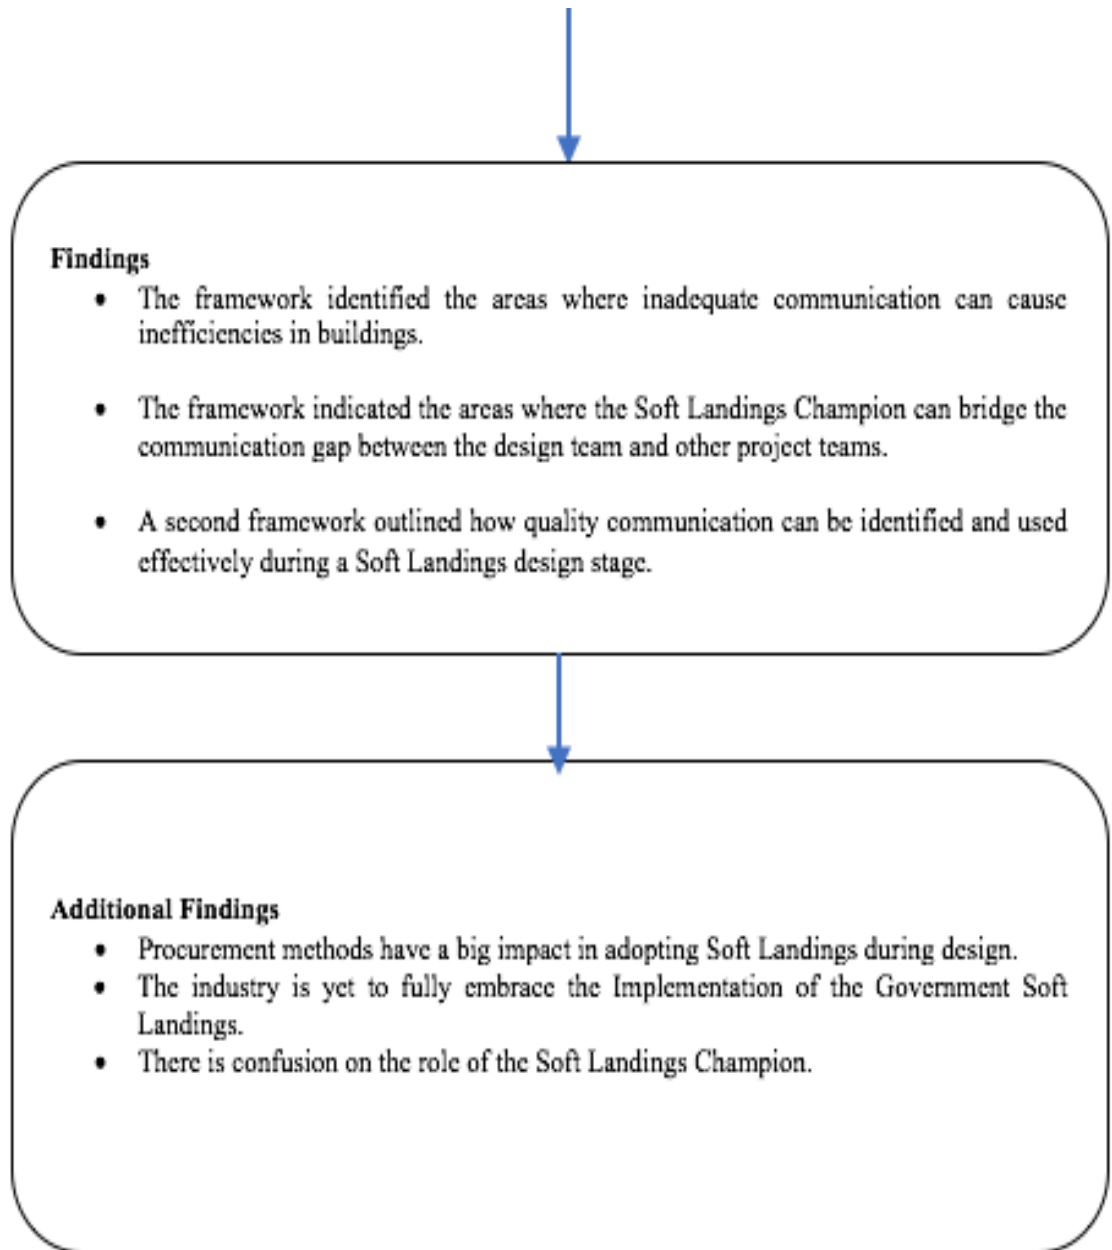 Findings
• The framework identified the areas where inadequate communication can cause
inefficiencies in buildings.
• The framework indicated the areas where the Soft Landings Champion can bridge the
communication gap between the design team and other project teams.
• A second framework outlined how quality communication can be identified and used
effectively during a Soft Landings design stage.
Additional Findings
• Procurement methods have a big impact in adopting Soft Landings during design.
• The industry is yet to fully embrace the Implementation of the Government Soft
Landings.
• There is confusion on the role of the Soft Landings Champion.